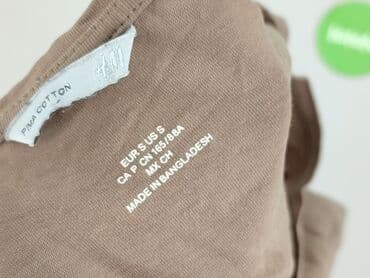 H&M
PIMA COTTON
EUR S US S
CA P CN 165/88A
MX CH
MADE IN BANGLADESH